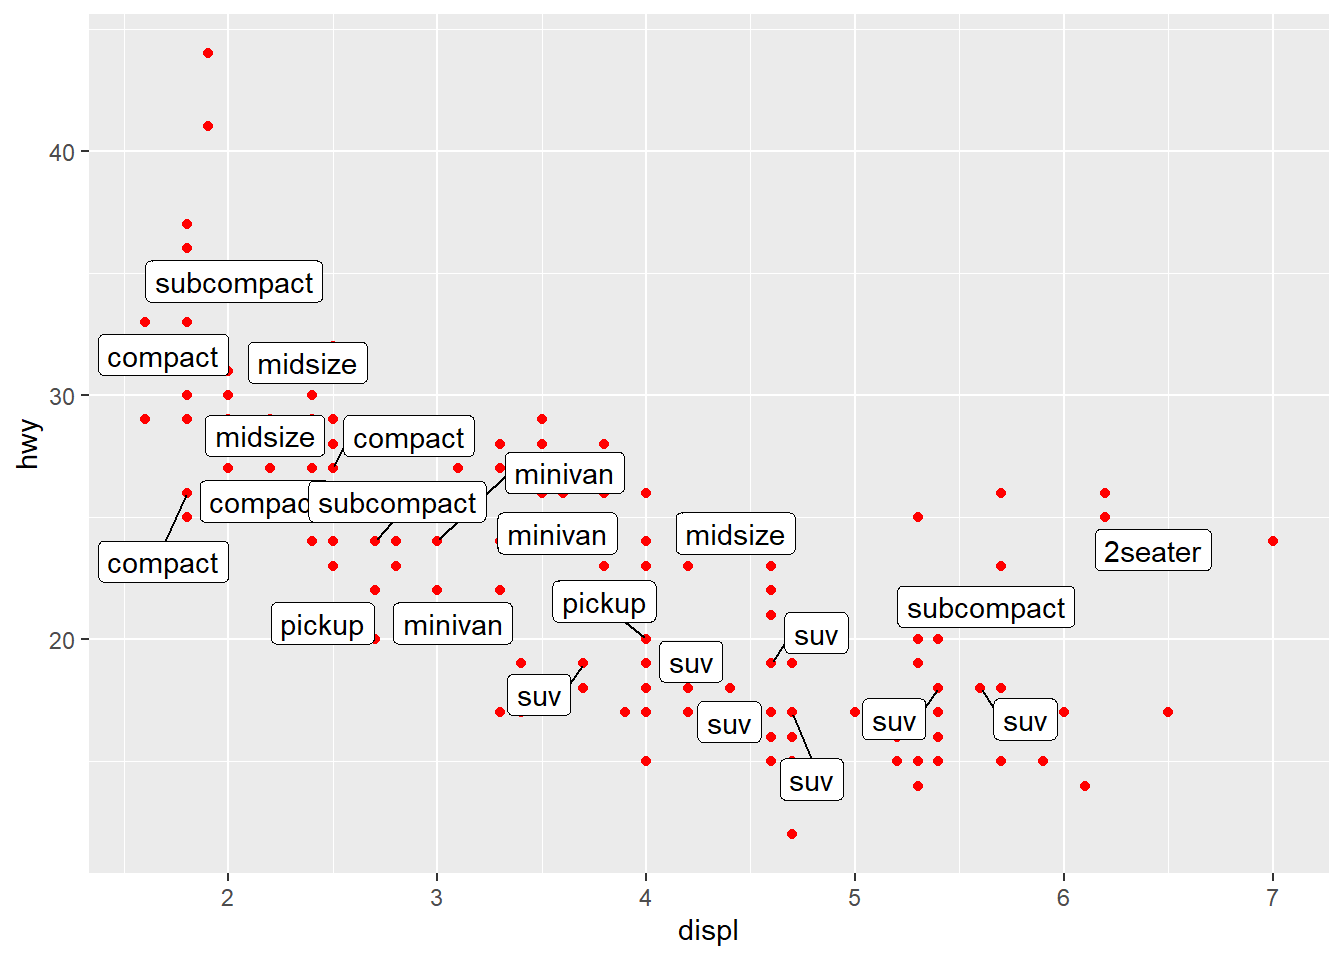 40
30
20
hwy
subcompact
compact
midsize
midsize
compact
minivan
compac
subcompact
minivan
midsize
2seater
compact
pickup
subcompact
pickup
minivan
suv
suv
suv
suv
suv
suv
suv
2
3
4
5
6
7
displ